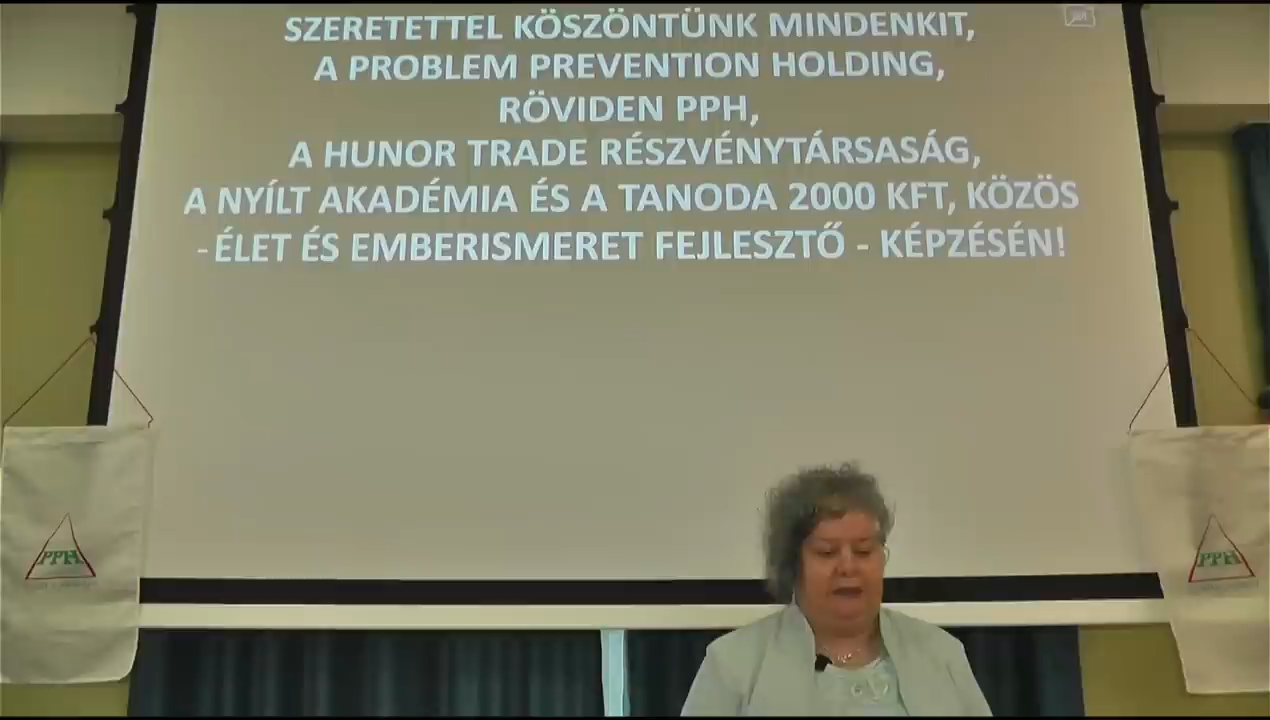 SZERETETTEL KÖSZÖNTÜNK MINDENKIT,
A PROBLEM PREVENTION HOLDING,
RÖVIDEN PPH,
A HUNOR TRADE RÉSZVÉNYTÁRSASÁG,
A NYÍLT AKADÉMIA ÉS A TANODA 2000 KFT, KÖZÖS
- ÉLET ÉS EMBERISMERET FEJLESZTŐ - KÉPZÉSÉN!
PPH
PPH